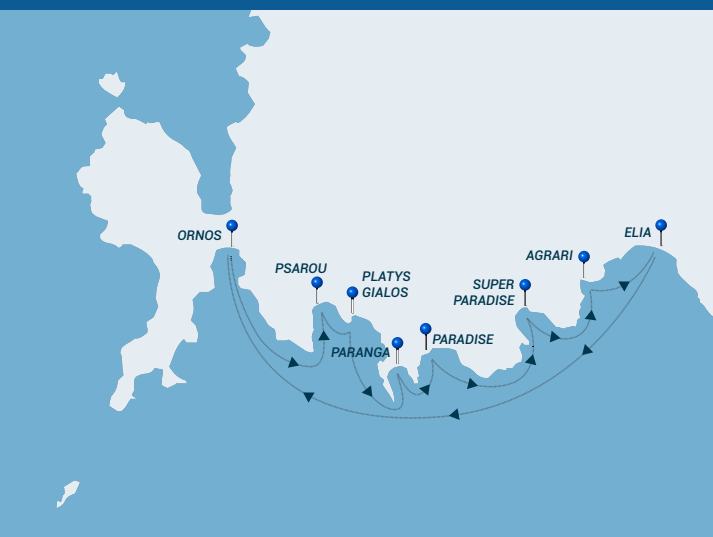 ORNOS
PSAROU
PLATYS
GIALOS
PARANGA
PARADISE
SUPER
PARADISE
AGRARI
ELIA